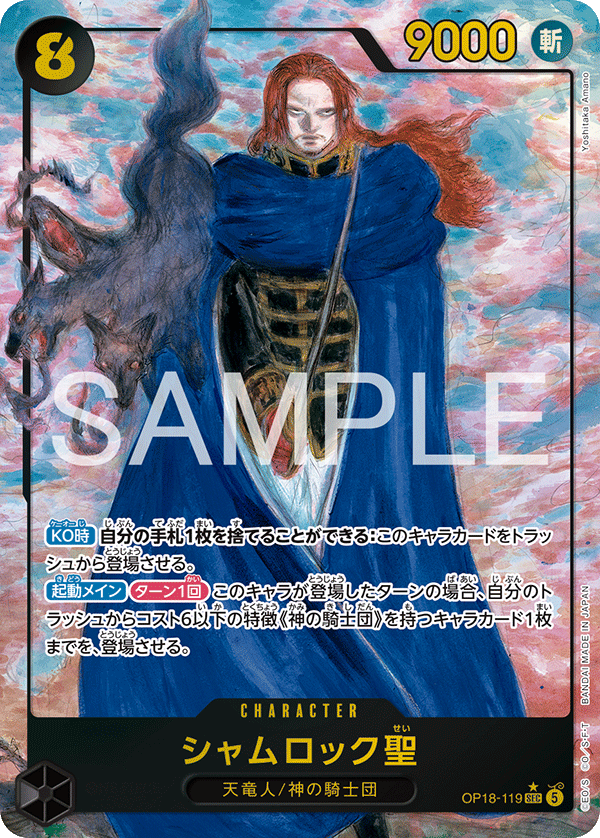 8
9000
斬
Yoshitaka Amano
SAMPLE
KO時 自分の手札1枚を捨てることができる:このキャラカードをトラッ
シュから登場させる。
起動メイン ターン1回 このキャラが登場したターンの場合、自分のト
ラッシュからコスト6以下の特徴《神の騎士団》を持つキャラカード1枚
までを、登場させる。
CHARACTER
シャムロック聖
天竜人/神の騎士団
OP18-119 SEC 5
©E.O/S ©O/S・F・T BANDAI MADE IN JAPAN